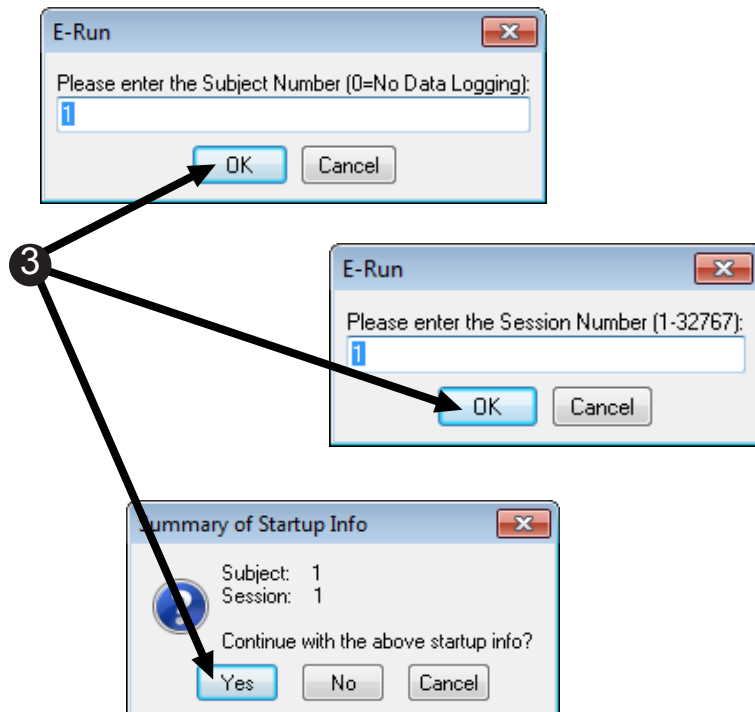 E-Run
Please enter the Subject Number (0=No Data Logging):
1
OK Cancel
3
E-Run
Please enter the Session Number (1-32767):
1
OK Cancel
Summary of Startup Info
Subject: 1
Session: 1
Continue with the above startup info?
Yes No Cancel